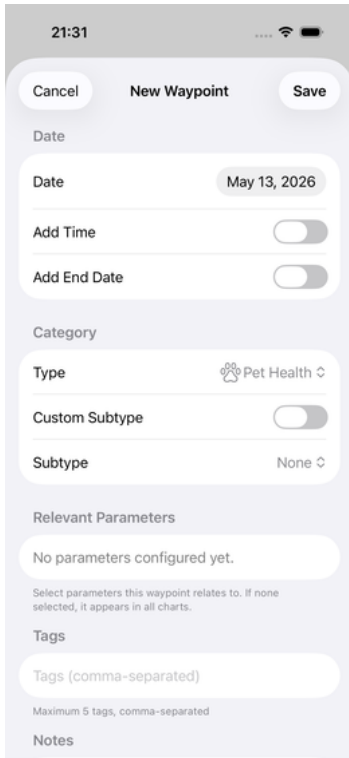 21:31
Cancel New Waypoint Save
Date
Date May 13, 2026
Add Time
Add End Date
Category
Type Pet Health
Custom Subtype
Subtype None
Relevant Parameters
No parameters configured yet.
Select parameters this waypoint relates to. If none
selected, it appears in all charts.
Tags
Tags (comma-separated)
Maximum 5 tags, comma-separated
Notes